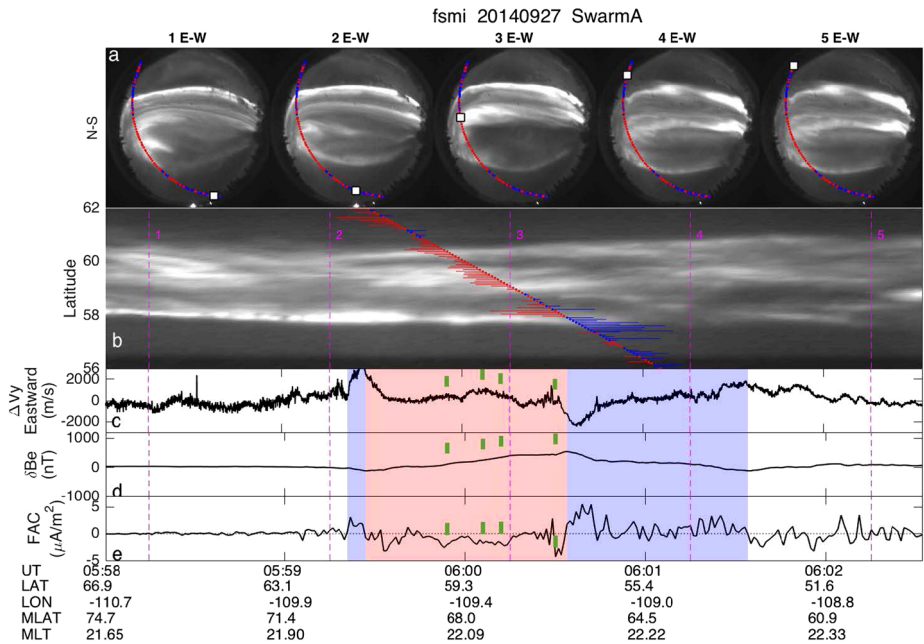 fsmi 20140927 SwarmA
1 E-W 2 E-W 3 E-W 4 E-W 5 E-W
a
N-S
62
1 2 3 4 5
60
Latitude
58
b
56
2000
0
-2000
ΔVy
Eastward
(m/s)
c
1000
0
δBe
(nT)
d
-1000
5
0
-5
FAC
(μA/m²)
e
UT 05:58 05:59 06:00 06:01 06:02
LAT 66.9 63.1 59.3 55.4 51.6
LON -110.7 -109.9 -109.4 -109.0 -108.8
MLAT 74.7 71.4 68.0 64.5 60.9
MLT 21.65 21.90 22.09 22.22 22.33